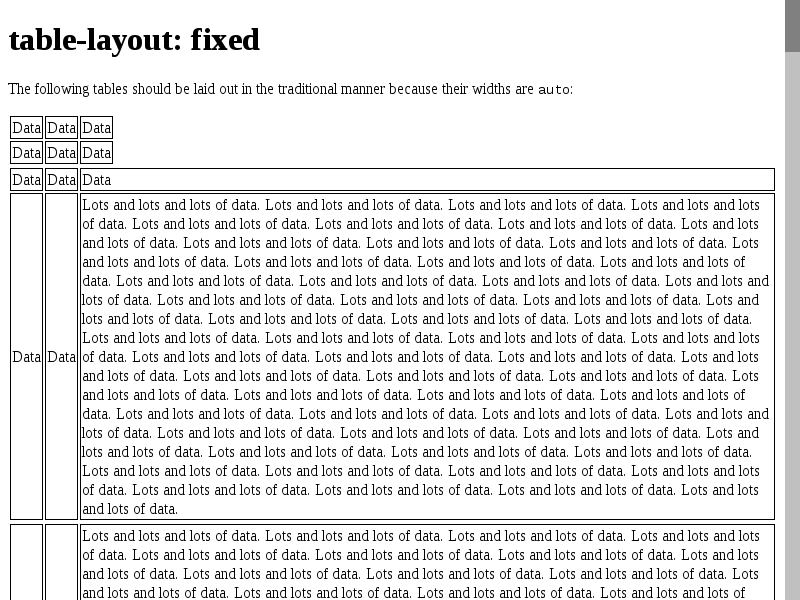 table-layout: fixed
The following tables should be laid out in the traditional manner because their widths are auto:
Data Data Data
Data Data Data
Data Data Data
Lots and lots and lots of data. Lots and lots and lots of data. Lots and lots and lots of data. Lots and lots and lots
of data. Lots and lots and lots of data. Lots and lots and lots of data. Lots and lots and lots of data. Lots and lots
and lots of data. Lots and lots and lots of data. Lots and lots and lots of data. Lots and lots and lots of data. Lots
and lots and lots of data. Lots and lots and lots of data. Lots and lots and lots of data. Lots and lots and lots of
data. Lots and lots and lots of data. Lots and lots and lots of data. Lots and lots and lots of data. Lots and lots and
lots of data. Lots and lots and lots of data. Lots and lots and lots of data. Lots and lots and lots of data. Lots and
lots and lots of data. Lots and lots and lots of data. Lots and lots and lots of data. Lots and lots and lots of data.
Lots and lots and lots of data. Lots and lots and lots of data. Lots and lots and lots of data. Lots and lots and lots
Data Data of data. Lots and lots and lots of data. Lots and lots and lots of data. Lots and lots and lots of data. Lots and lots
and lots of data. Lots and lots and lots of data. Lots and lots and lots of data. Lots and lots and lots of data. Lots
and lots and lots of data. Lots and lots and lots of data. Lots and lots and lots of data. Lots and lots and lots of
data. Lots and lots and lots of data. Lots and lots and lots of data. Lots and lots and lots of data. Lots and lots and
lots of data. Lots and lots and lots of data. Lots and lots and lots of data. Lots and lots and lots of data. Lots and
lots and lots of data. Lots and lots and lots of data. Lots and lots and lots of data. Lots and lots and lots of data.
Lots and lots and lots of data. Lots and lots and lots of data. Lots and lots and lots of data. Lots and lots and lots
of data. Lots and lots and lots of data. Lots and lots and lots of data. Lots and lots and lots of data. Lots and lots
and lots of data.
Lots and lots and lots of data. Lots and lots and lots of data. Lots and lots and lots of data. Lots and lots and lots
of data. Lots and lots and lots of data. Lots and lots and lots of data. Lots and lots and lots of data. Lots and lots
and lots of data. Lots and lots and lots of data. Lots and lots and lots of data. Lots and lots and lots of data. Lots
and lots and lots of data. Lots and lots and lots of data. Lots and lots and lots of data. Lots and lots and lots of